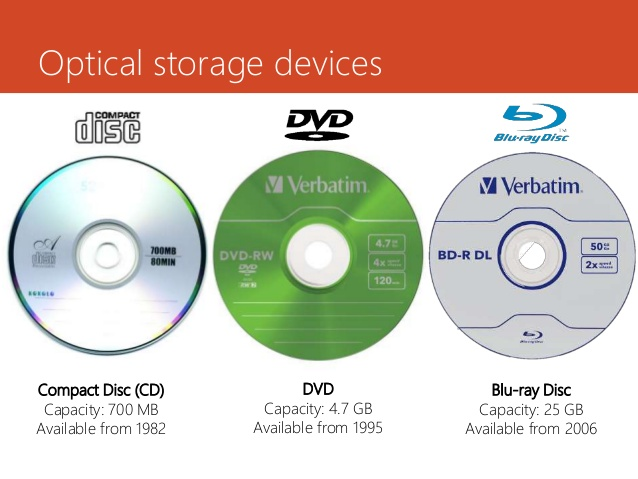 Optical storage devices
COMPACT
disc
DVD
Blu-ray Disc
TM
700MB
80MIN
Verbatim.
DVD-RW
4.7 GB
4x
120 min
Verbatim.
BD-R DL
50 GB
2x speed
Compact Disc (CD)
Capacity: 700 MB
Available from 1982
DVD
Capacity: 4.7 GB
Available from 1995
Blu-ray Disc
Capacity: 25 GB
Available from 2006